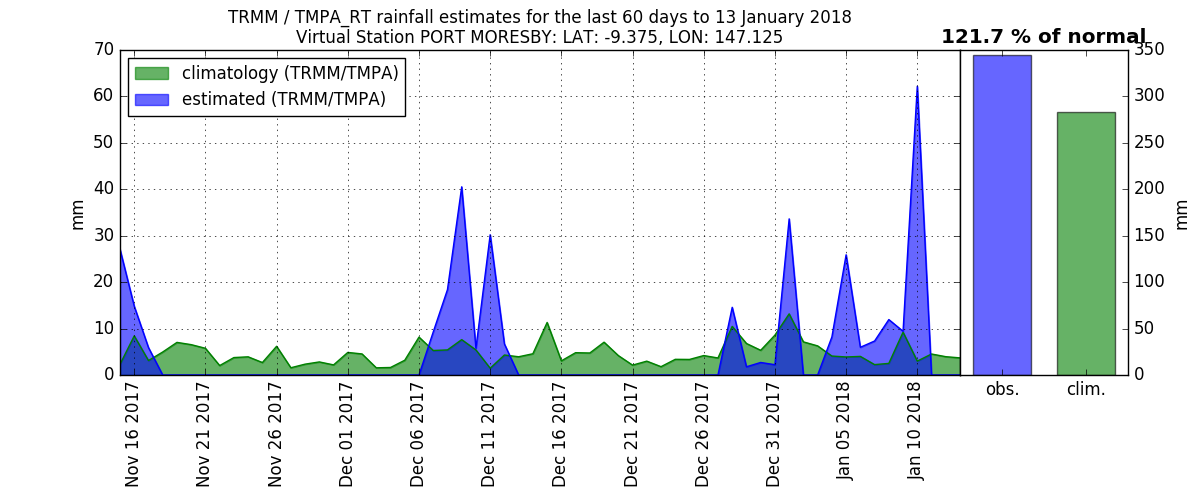 TRMM / TMPA_RT rainfall estimates for the last 60 days to 13 January 2018
Virtual Station PORT MORESBY: LAT: -9.375, LON: 147.125
121.7 % of normal
climatology (TRMM/TMPA)
estimated (TRMM/TMPA)
70
60
50
40
30
20
10
0
mm
350
300
250
200
150
100
50
0
mm
obs.
clim.
Nov 16 2017
Nov 21 2017
Nov 26 2017
Dec 01 2017
Dec 06 2017
Dec 11 2017
Dec 16 2017
Dec 21 2017
Dec 26 2017
Dec 31 2017
Jan 05 2018
Jan 10 2018